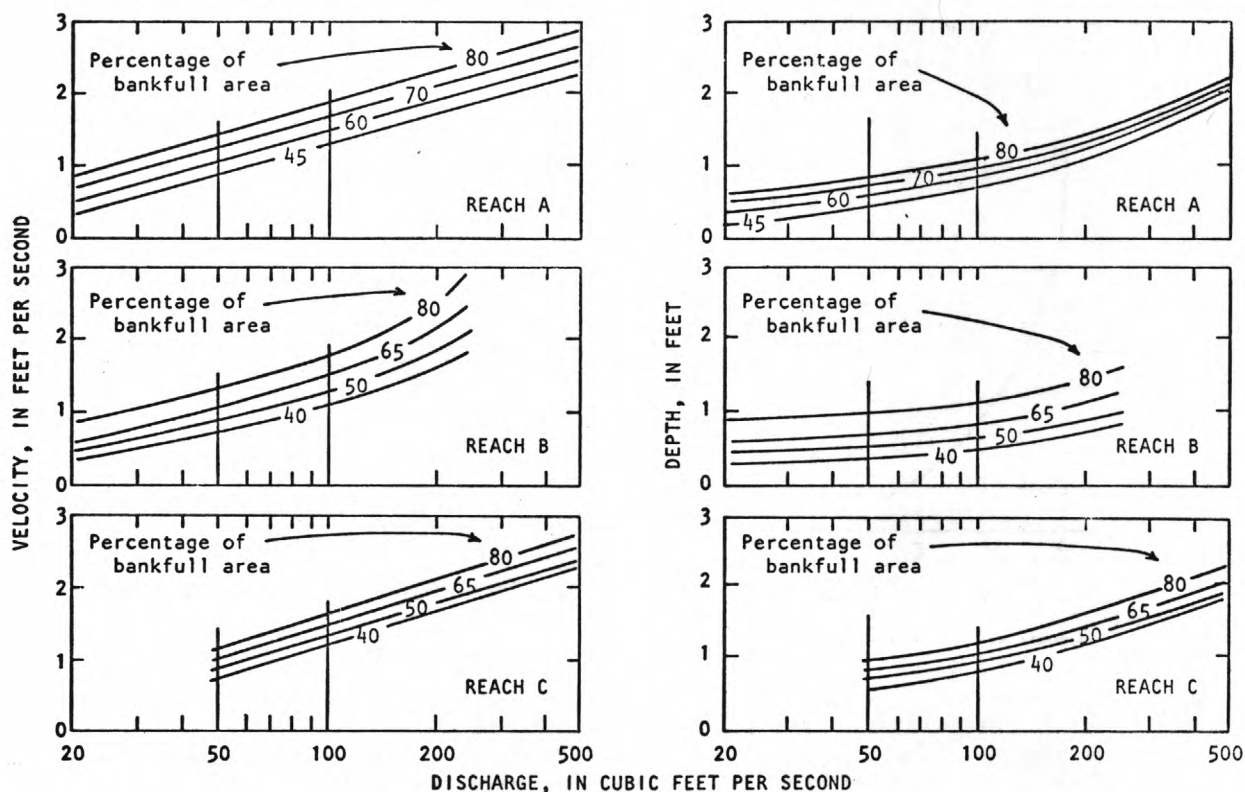 VELOCITY, IN FEET PER SECOND
3
2
1
0
Percentage of
bankfull area
80
70
60
45
REACH A
3
2
1
0
Percentage of
bankfull area
80
65
50
40
REACH B
3
2
1
0
Percentage of
bankfull area
80
65
50
40
REACH C
20
50
100
200
500
DEPTH, IN FEET
3
2
1
0
Percentage of
bankfull area
80
70
60
45
REACH A
3
2
1
0
Percentage of
bankfull area
80
65
50
40
REACH B
3
2
1
0
Percentage of
bankfull area
80
65
50
40
REACH C
20
50
100
200
500
DISCHARGE, IN CUBIC FEET PER SECOND